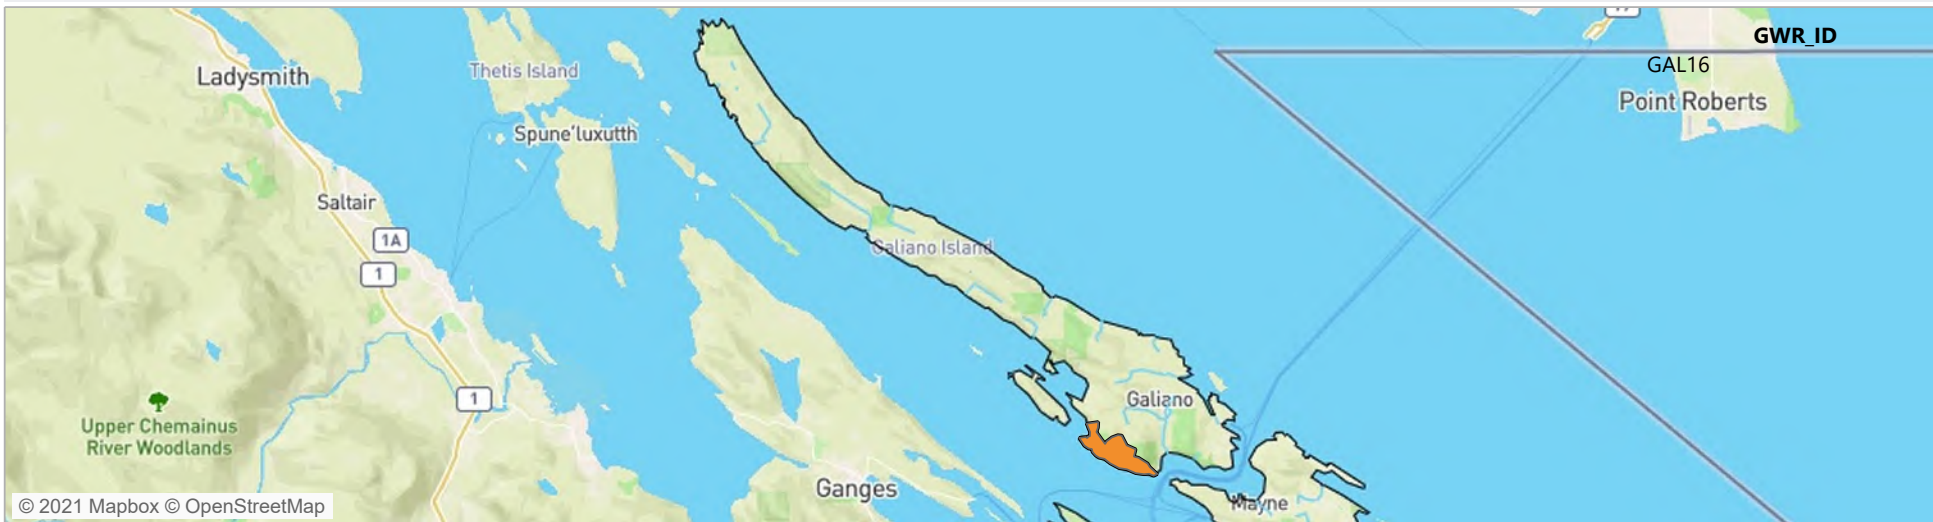 GWR_ID
GAL16
Point Roberts
Ladysmith
Thetis Island
Spune'luxutth
Saltair
1A
1
Galiano Island
1
Galiano
Upper Chemainus
River Woodlands
Ganges
Mayne
© 2021 Mapbox © OpenStreetMap